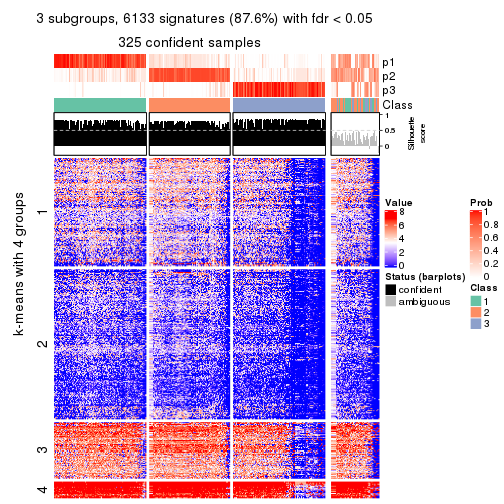 3 subgroups, 6133 signatures (87.6%) with fdr < 0.05
325 confident samples
p1
p2
p3
Class
1
0.5
0
Silhouette
score
k-means with 4 groups
1
2
3
4
Value
8
6
4
2
0
Status (barplots)
confident
ambiguous
Prob
1
0.8
0.6
0.4
0.2
0
Class
1
2
3